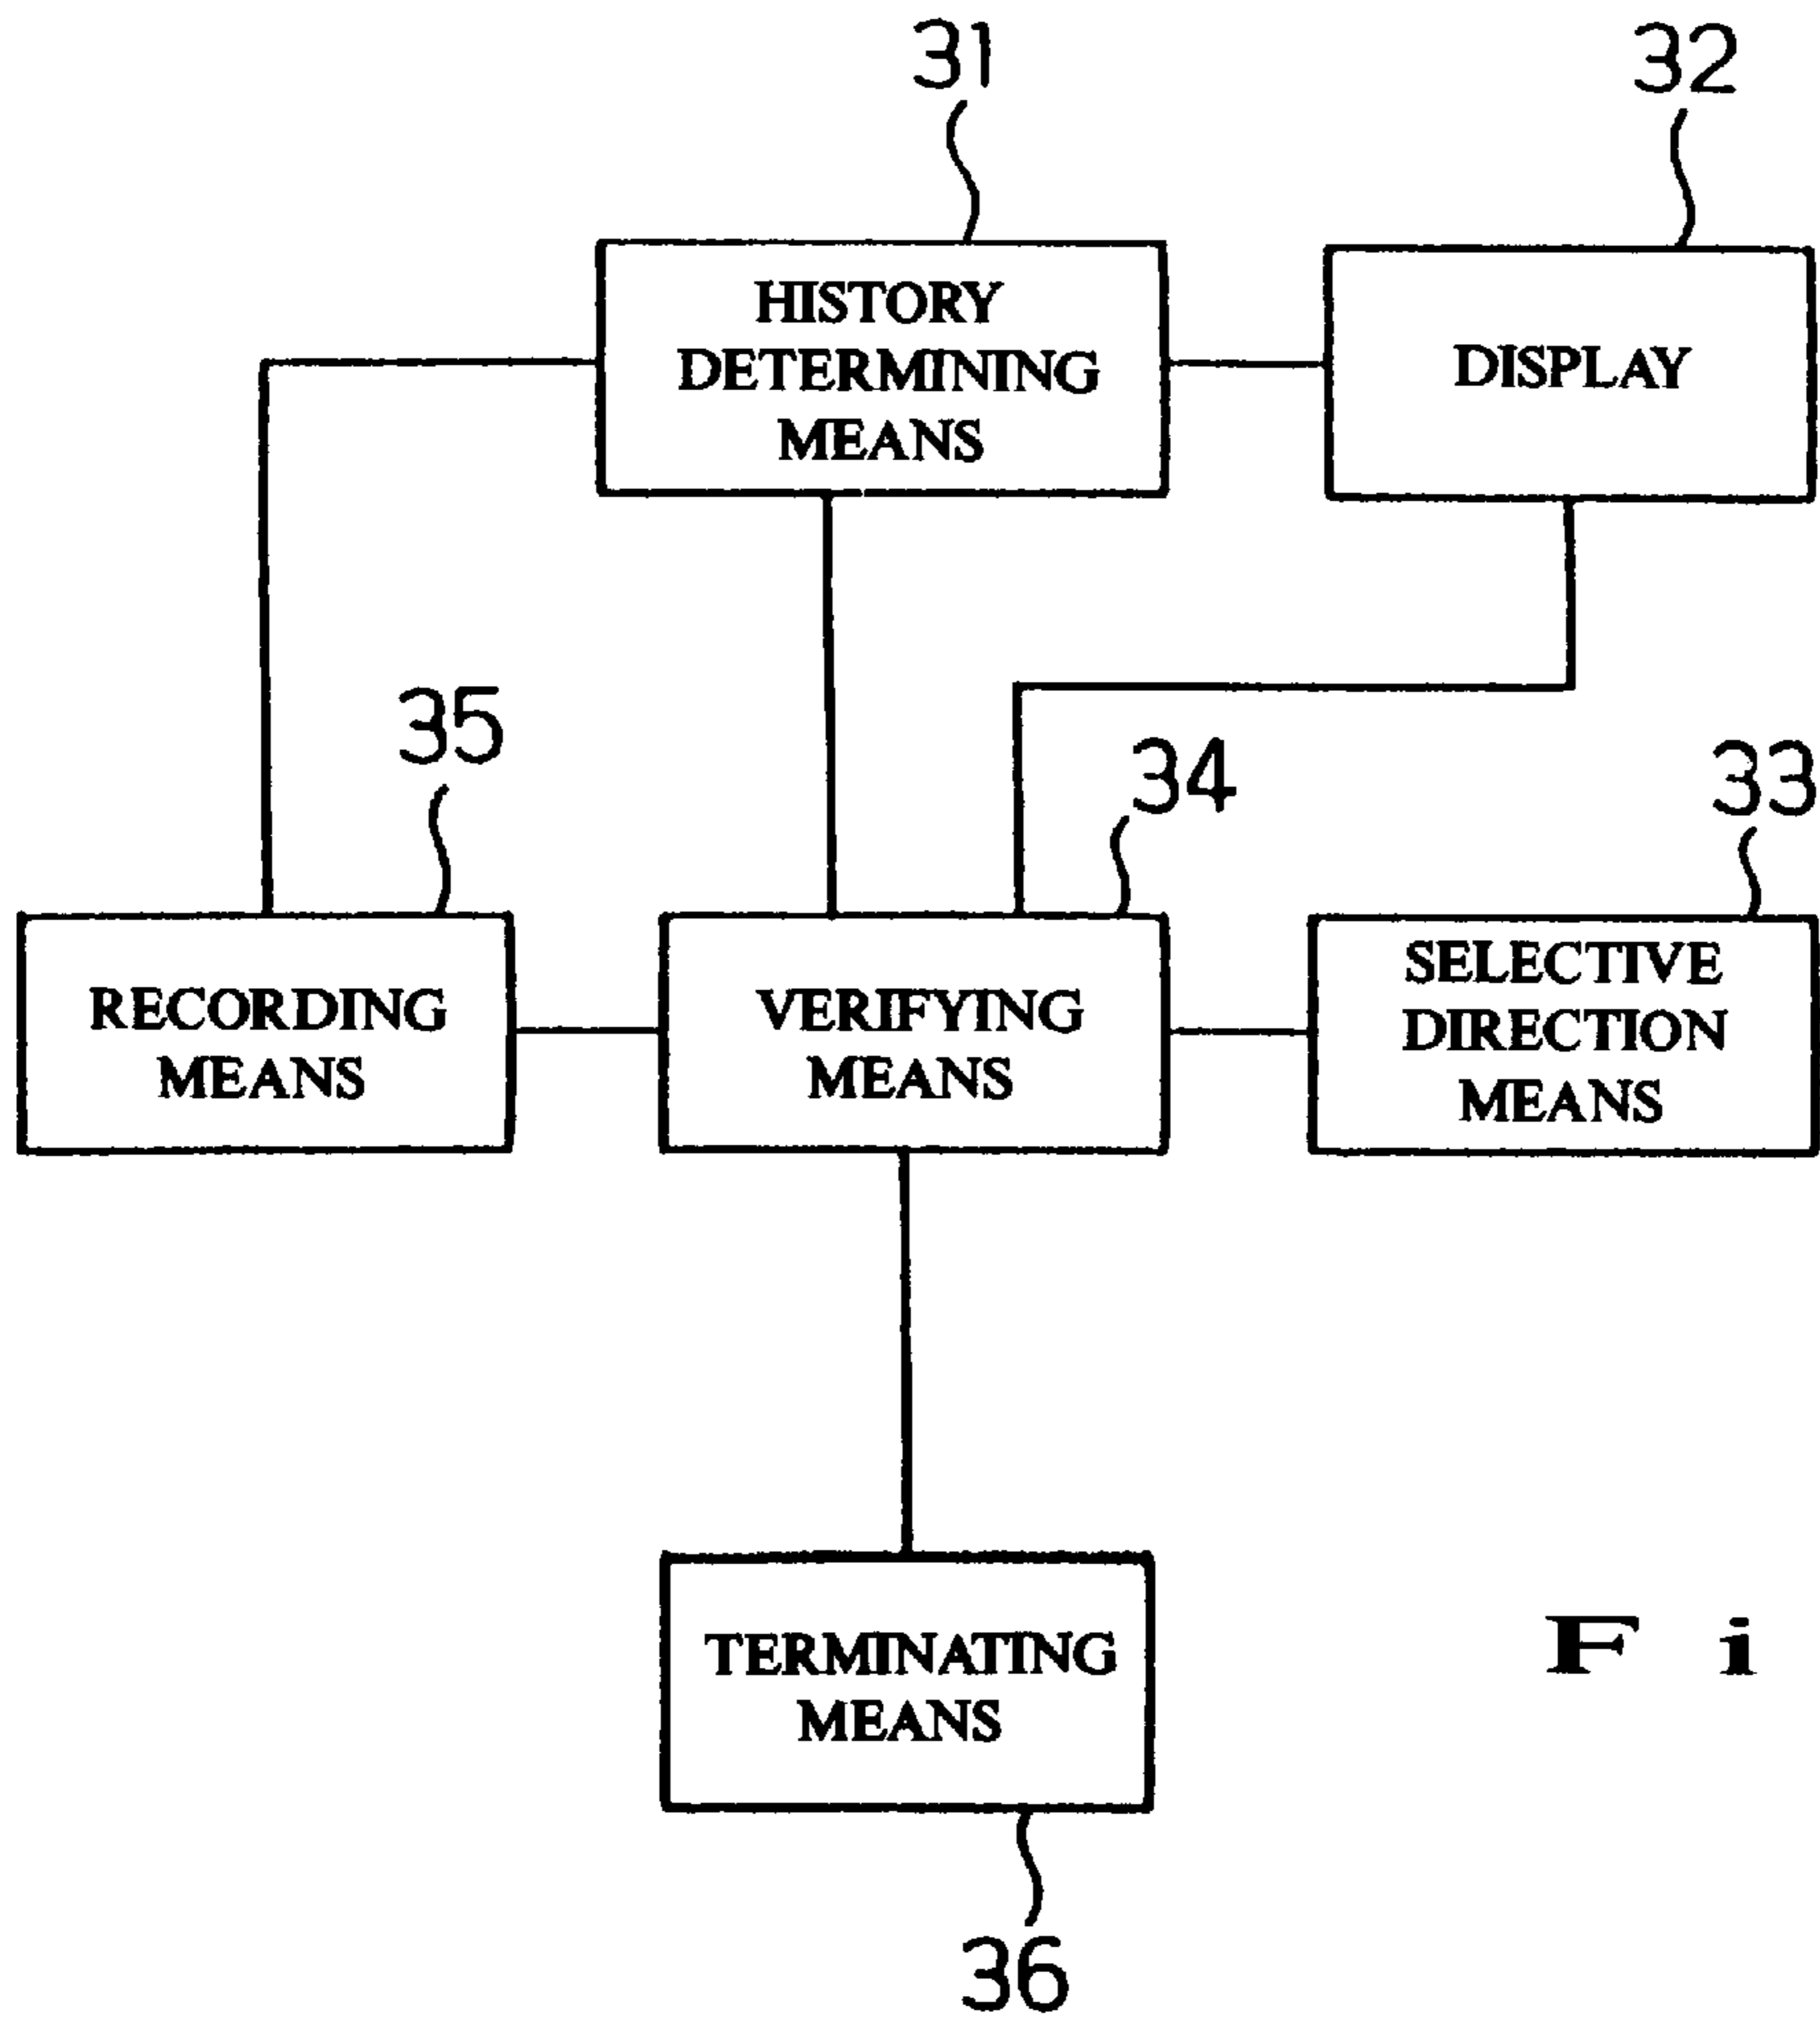 31
32
HISTORY
DETERMINING
MEANS
DISPLAY
35
34
33
RECORDING
MEANS
VERIFYING
MEANS
SELECTIVE
DIRECTION
MEANS
TERMINATING
MEANS
F i
36